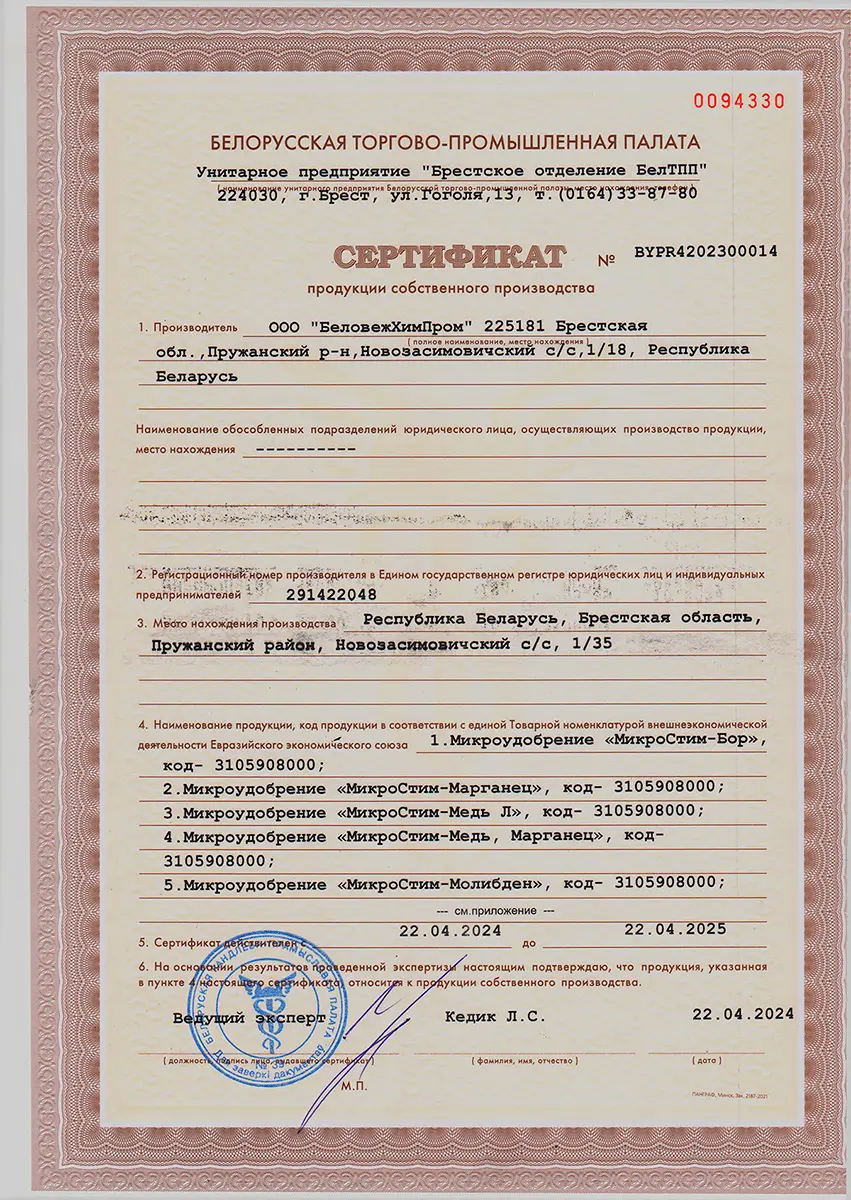 0094330
БЕЛОРУССКАЯ ТОРГОВО-ПРОМЫШЛЕННАЯ ПАЛАТА
Унитарное предприятие "Брестское отделение БелТПП"
(наименование унитарного предприятия Белорусской торгово-промышленной палаты, место нахождения, телефон)
224030, г.Брест, ул.Гоголя,13, т.(0164)33-87-80
СЕРТИФИКАТ № BYPR4202300014
продукции собственного производства
1. Производитель ООО "БеловежХимПром" 225181 Брестская
(полное наименование, место нахождения)
обл.,Пружанский р-н,Новозасимовичский с/с,1/18, Республика
Беларусь
Наименование обособленных подразделений юридического лица, осуществляющих производство продукции,
место нахождения ----------
2. Регистрационный номер производителя в Едином государственном регистре юридических лиц и индивидуальных
предпринимателей 291422048
3. Место нахождения производства Республика Беларусь, Брестская область,
Пружанский район, Новозасимовичский с/с, 1/35
4. Наименование продукции, код продукции в соответствии с единой Товарной номенклатурой внешнеэкономической
деятельности Евразийского экономического союза 1.Микроудобрение «МикроСтим-Бор»,
код- 3105908000;
2.Микроудобрение «МикроСтим-Марганец», код- 3105908000;
3.Микроудобрение «МикроСтим-Медь Л», код- 3105908000;
4.Микроудобрение «МикроСтим-Медь, Марганец», код-
3105908000;
5.Микроудобрение «МикроСтим-Молибден», код- 3105908000;
--- см.приложение ---
5. Сертификат действителен с 22.04.2024 до 22.04.2025
6. На основании результатов проведенной экспертизы настоящим подтверждаю, что продукция, указанная
в пункте 4 настоящего сертификата, относится к продукции собственного производства.
Ведущий эксперт Кедик Л.С. 22.04.2024
(должность, подпись лица, выдавшего сертификат) (фамилия, имя, отчество) (дата)
М.П.
БЕЛАРУСКАЯ ГАНДЛЁВА-ПРАМЫСЛОВАЯ ПАЛАТА
№ 39
Для заверкі дакументаў
ПАНГРАФ, Минск, Зак. 2187-2021